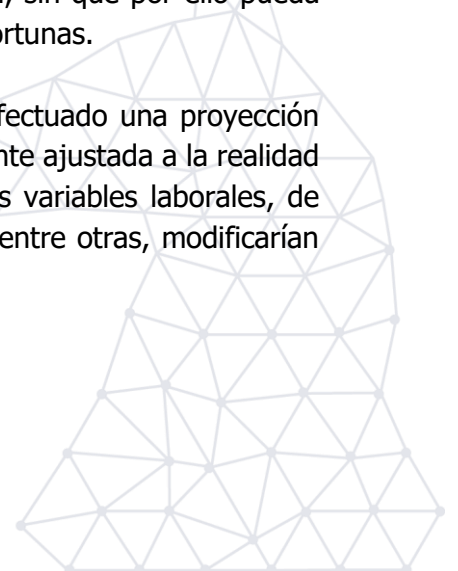 sin que por ello pueda
ortunas.
fectuado una proyección
nte ajustada a la realidad
s variables laborales, de
entre otras, modificarían